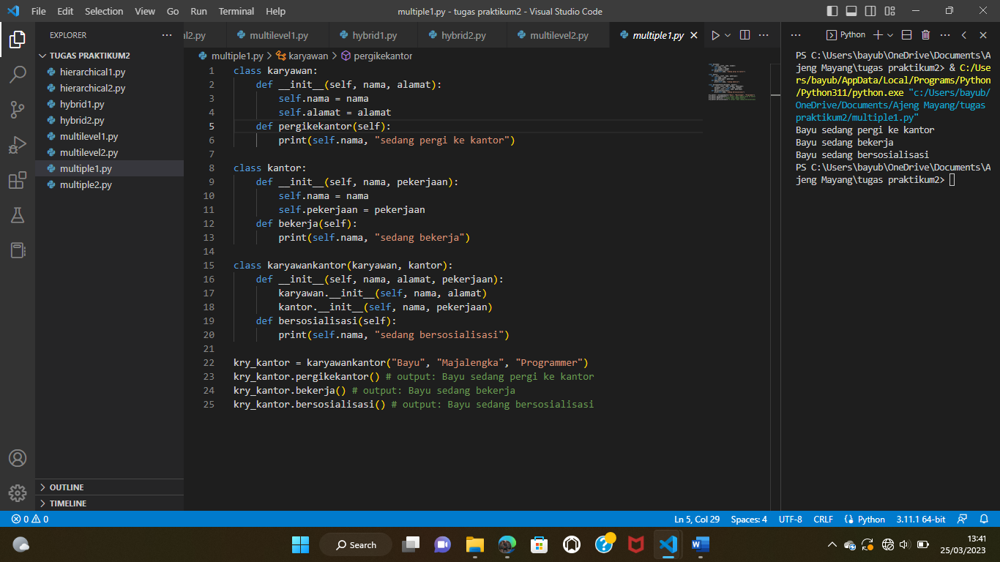 File Edit Selection View Go Run Terminal Help
multiple1.py - tugas praktikum2 - Visual Studio Code
EXPLORER
TUGAS PRAKTIKUM2
hierarchical1.py
hierarchical2.py
hybrid1.py
hybrid2.py
multilevel1.py
multilevel2.py
multiple1.py
multiple2.py
OUTLINE
TIMELINE
al2.py multilevel1.py hybrid1.py hybrid2.py multilevel2.py multiple1.py
multiple1.py > karyawan > pergikekantor
1 class karyawan:
2     def __init__(self, nama, alamat):
3         self.nama = nama
4         self.alamat = alamat
5     def pergikekantor(self):
6         print(self.nama, "sedang pergi ke kantor")
7
8 class kantor:
9     def __init__(self, nama, pekerjaan):
10         self.nama = nama
11         self.pekerjaan = pekerjaan
12     def bekerja(self):
13         print(self.nama, "sedang bekerja")
14
15 class karyawankantor(karyawan, kantor):
16     def __init__(self, nama, alamat, pekerjaan):
17         karyawan.__init__(self, nama, alamat)
18         kantor.__init__(self, nama, pekerjaan)
19     def bersosialisasi(self):
20         print(self.nama, "sedang bersosialisasi")
21
22 kry_kantor = karyawankantor("Bayu", "Majalengka", "Programmer")
23 kry_kantor.pergikekantor() # output: Bayu sedang pergi ke kantor
24 kry_kantor.bekerja() # output: Bayu sedang bekerja
25 kry_kantor.bersosialisasi() # output: Bayu sedang bersosialisasi
Python
PS C:\Users\bayub\OneDrive\Documents\A
jeng Mayang\tugas praktikum2> & C:/Use
rs/bayub/AppData/Local/Programs/Python
/Python311/python.exe "c:/Users/bayub/
OneDrive/Documents/Ajeng Mayang/tugas
praktikum2/multiple1.py"
Bayu sedang pergi ke kantor
Bayu sedang bekerja
Bayu sedang bersosialisasi
PS C:\Users\bayub\OneDrive\Documents\A
jeng Mayang\tugas praktikum2>
0 0 Ln 5, Col 29 Spaces: 4 UTF-8 CRLF Python 3.11.1 64-bit
Search
13:41
25/03/2023